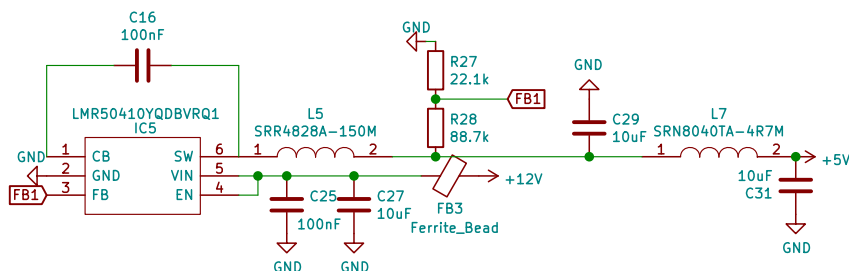 C16
100nF
GND
R27
22.1k
FB1
R28
88.7k
GND
C29
10uF
L7
SRN8040TA-4R7M
LMR50410YQDBVRQ1
IC5
L5
SRR4828A-150M
GND
1
CB
SW
6
1
2
1
2
+5V
2
GND
VIN
5
FB1
3
FB
EN
4
C25
100nF
C27
10uF
+12V
FB3
Ferrite_Bead
10uF
C31
GND
GND
GND